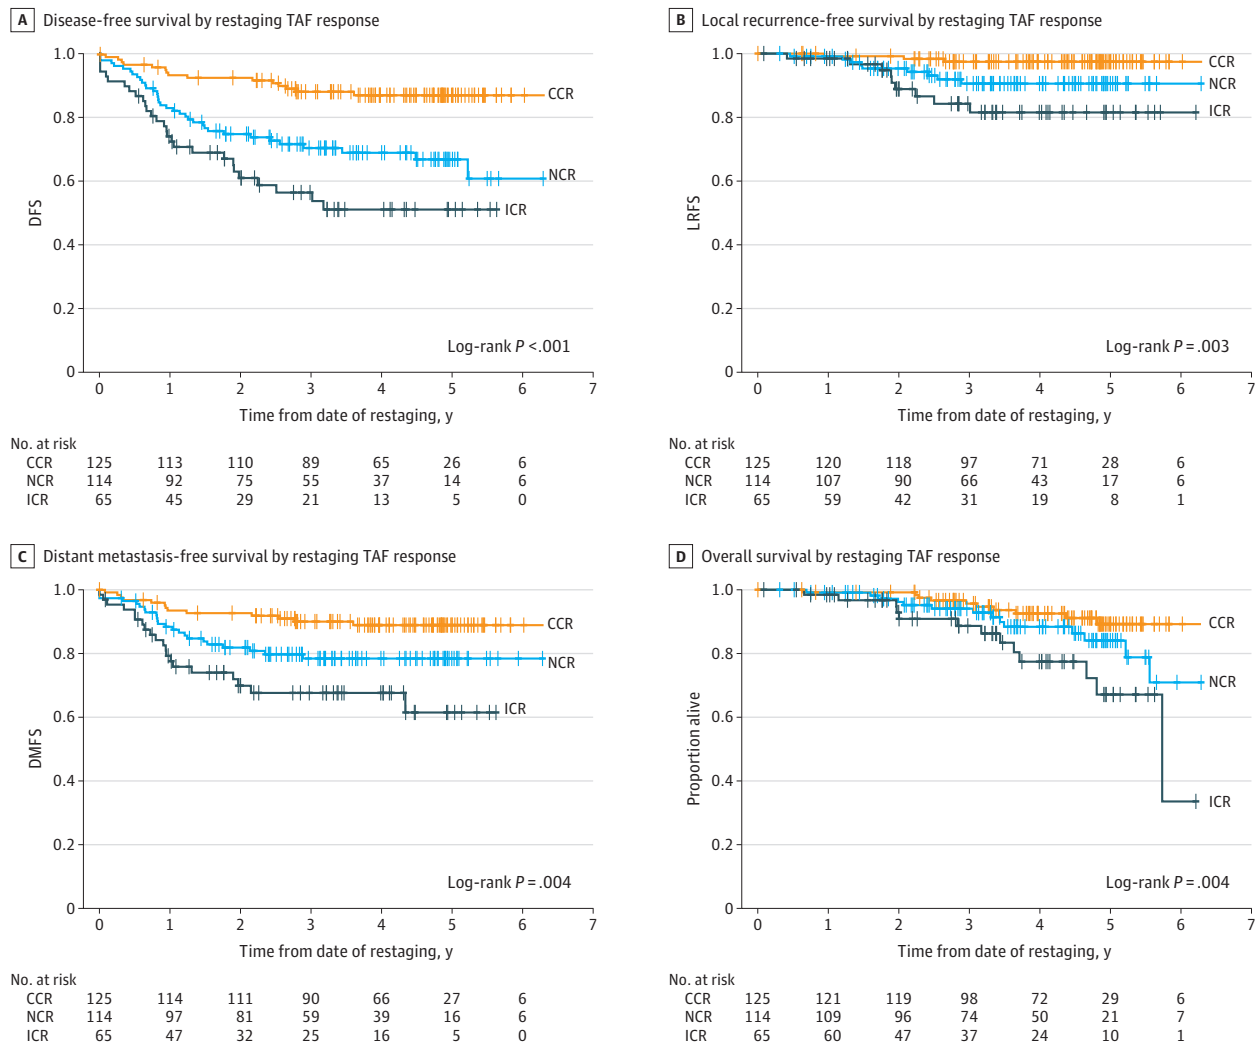 A Disease-free survival by restaging TAF response
1.0
0.8
0.6
0.4
0.2
0
DFS
CCR
NCR
ICR
Log-rank P <.001
0 1 2 3 4 5 6 7
Time from date of restaging, y
No. at risk
CCR 125 113 110 89 65 26 6
NCR 114 92 75 55 37 14 6
ICR 65 45 29 21 13 5 0
B Local recurrence-free survival by restaging TAF response
1.0
0.8
0.6
0.4
0.2
0
LRFS
CCR
NCR
ICR
Log-rank P = .003
0 1 2 3 4 5 6 7
Time from date of restaging, y
No. at risk
CCR 125 120 118 97 71 28 6
NCR 114 107 90 66 43 17 6
ICR 65 59 42 31 19 8 1
C Distant metastasis-free survival by restaging TAF response
1.0
0.8
0.6
0.4
0.2
0
DMFS
CCR
NCR
ICR
Log-rank P = .004
0 1 2 3 4 5 6 7
Time from date of restaging, y
No. at risk
CCR 125 114 111 90 66 27 6
NCR 114 97 81 59 39 16 6
ICR 65 47 32 25 16 5 0
D Overall survival by restaging TAF response
1.0
0.8
0.6
0.4
0.2
0
Proportion alive
CCR
NCR
ICR
Log-rank P = .004
0 1 2 3 4 5 6 7
Time from date of restaging, y
No. at risk
CCR 125 121 119 98 72 29 6
NCR 114 109 96 74 50 21 7
ICR 65 60 47 37 24 10 1